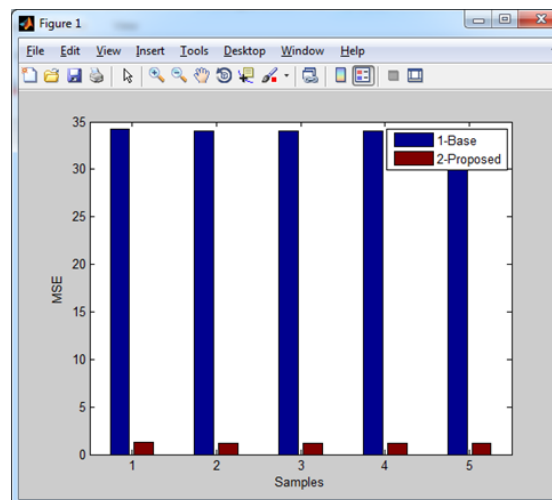 Figure 1
File Edit View Insert Tools Desktop Window Help
35
30
25
20
15
10
5
0
MSE
1-Base
2-Proposed
1 2 3 4 5
Samples